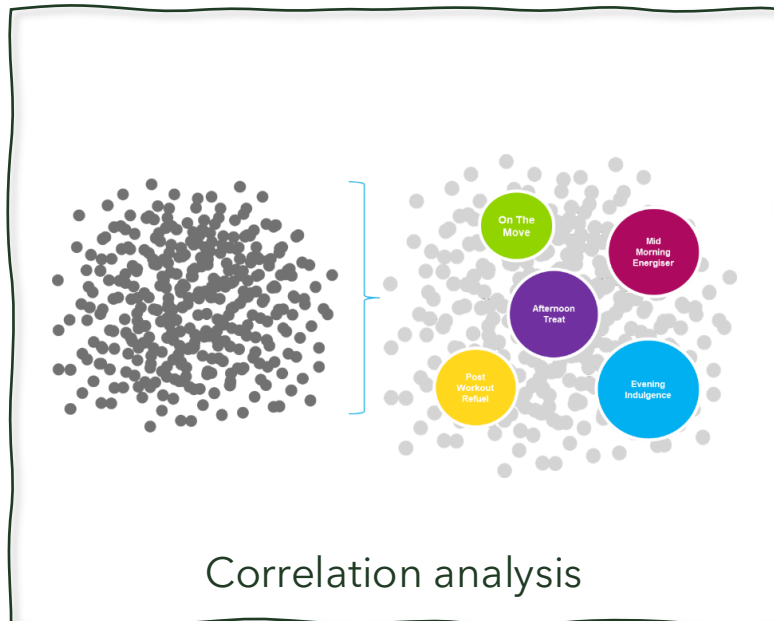 On The
Move
Mid
Morning
Energiser
Afternoon
Treat
Post
Workout
Refuel
Evening
Indulgence
Correlation analysis